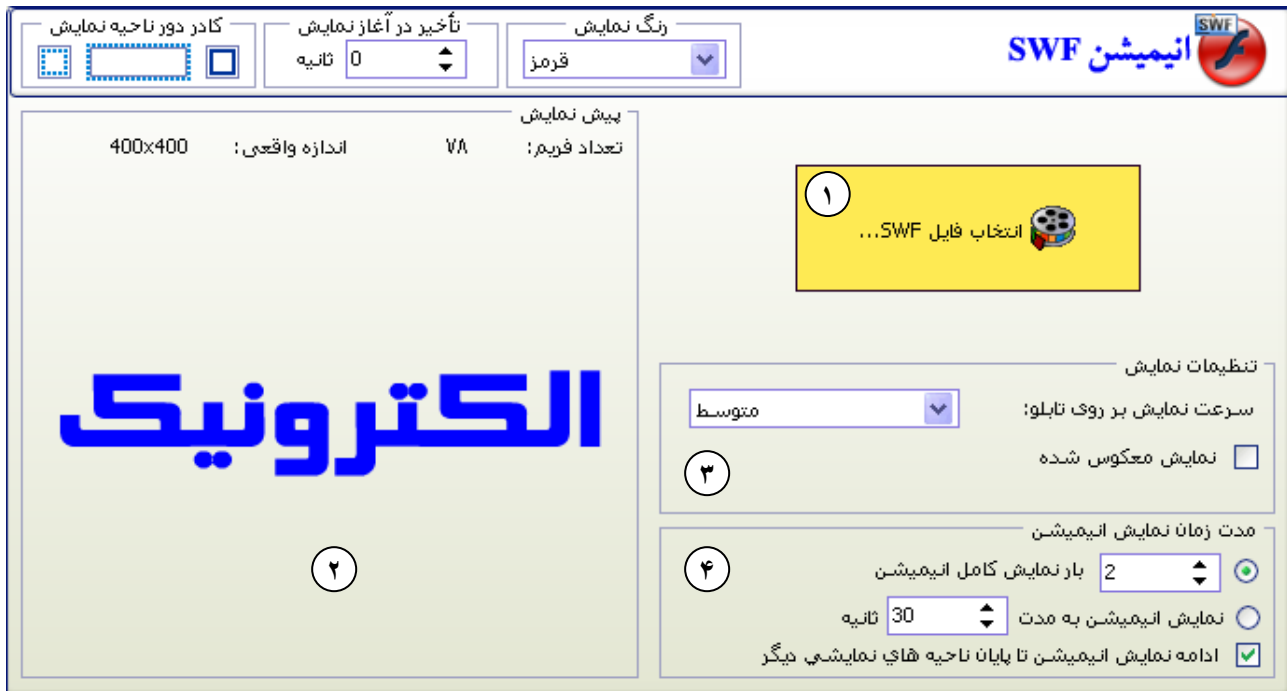 SWF
انیمیشن SWF
رنگ نمایش
قرمز
تأخیر در آغاز نمایش
0 ثانیه
کادر دور ناحیه نمایش
۱
انتخاب فایل SWF...
پیش نمایش
تعداد فریم: ۷۸ اندازه واقعی: 400x400
الکترونیک
۲
تنظیمات نمایش
سرعت نمایش بر روی تابلو: متوسط
نمایش معکوس شده
۳
مدت زمان نمایش انیمیشن
2 بار نمایش کامل انیمیشن
۴
نمایش انیمیشن به مدت 30 ثانیه
ادامه نمایش انیمیشن تا پایان ناحیه هاي نمایشي دیگر